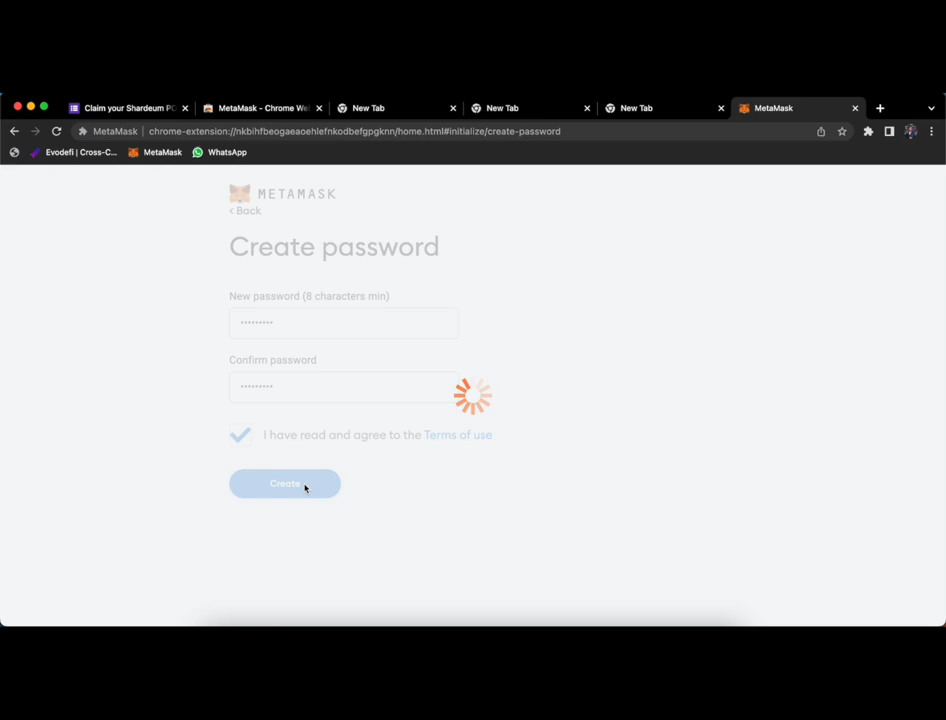 Claim your Shardeum PO
MetaMask - Chrome We
New Tab
New Tab
New Tab
MetaMask
MetaMask
chrome-extension://nkbihfbeogaeaoehlefnkodbefgpgknn/home.html#initialize/create-password
Evodefi | Cross-C...
MetaMask
WhatsApp
METAMASK
< Back
Create password
New password (8 characters min)
•••••••••
Confirm password
•••••••••
I have read and agree to the Terms of use
Create